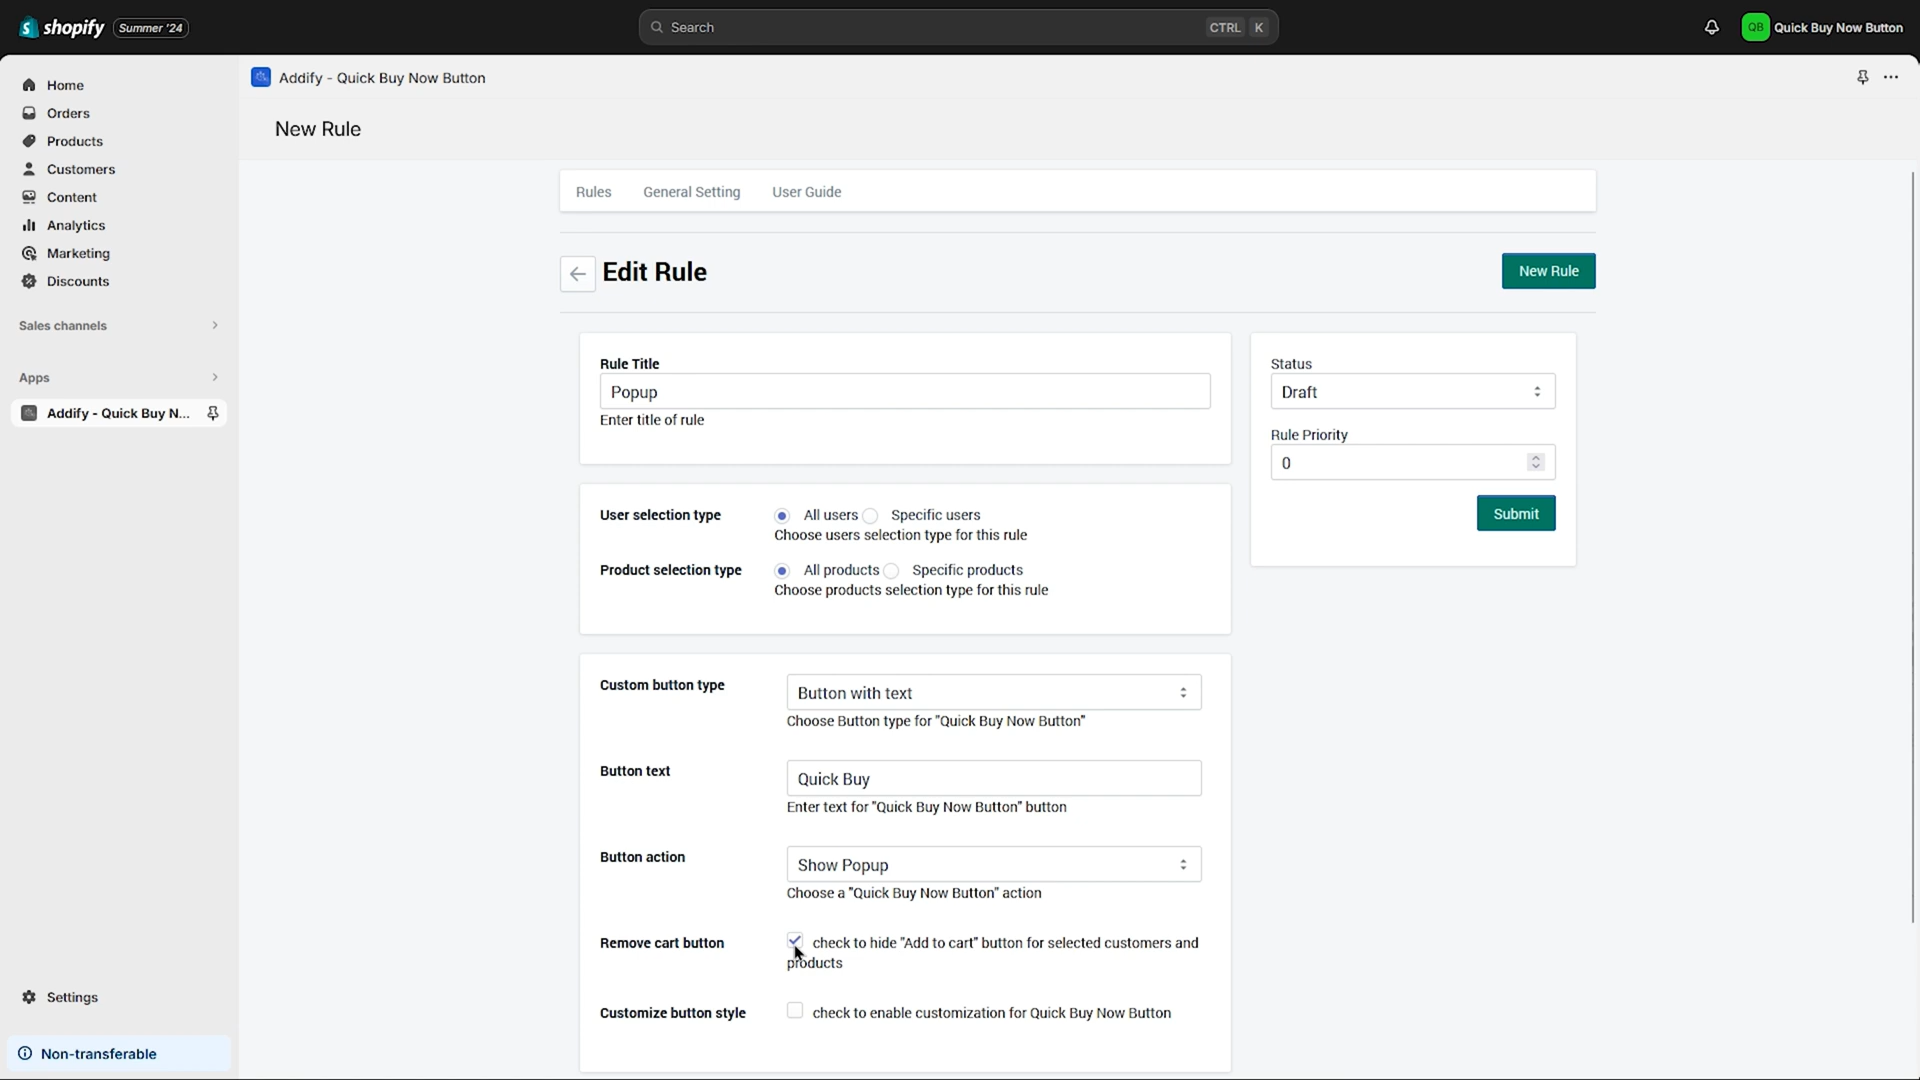 shopify Summer '24
Search CTRL K
QB Quick Buy Now Button
Home
Orders
Products
Customers
Content
Analytics
Marketing
Discounts
Sales channels
Apps
Addify - Quick Buy N...
Settings
Non-transferable
Addify - Quick Buy Now Button
New Rule
Rules General Setting User Guide
Edit Rule
New Rule
Rule Title
Popup
Enter title of rule
Status
Draft
Rule Priority
0
Submit
User selection type All users Specific users
Choose users selection type for this rule
Product selection type All products Specific products
Choose products selection type for this rule
Custom button type Button with text
Choose Button type for "Quick Buy Now Button"
Button text Quick Buy
Enter text for "Quick Buy Now Button" button
Button action Show Popup
Choose a "Quick Buy Now Button" action
Remove cart button check to hide "Add to cart" button for selected customers and
products
Customize button style check to enable customization for Quick Buy Now Button